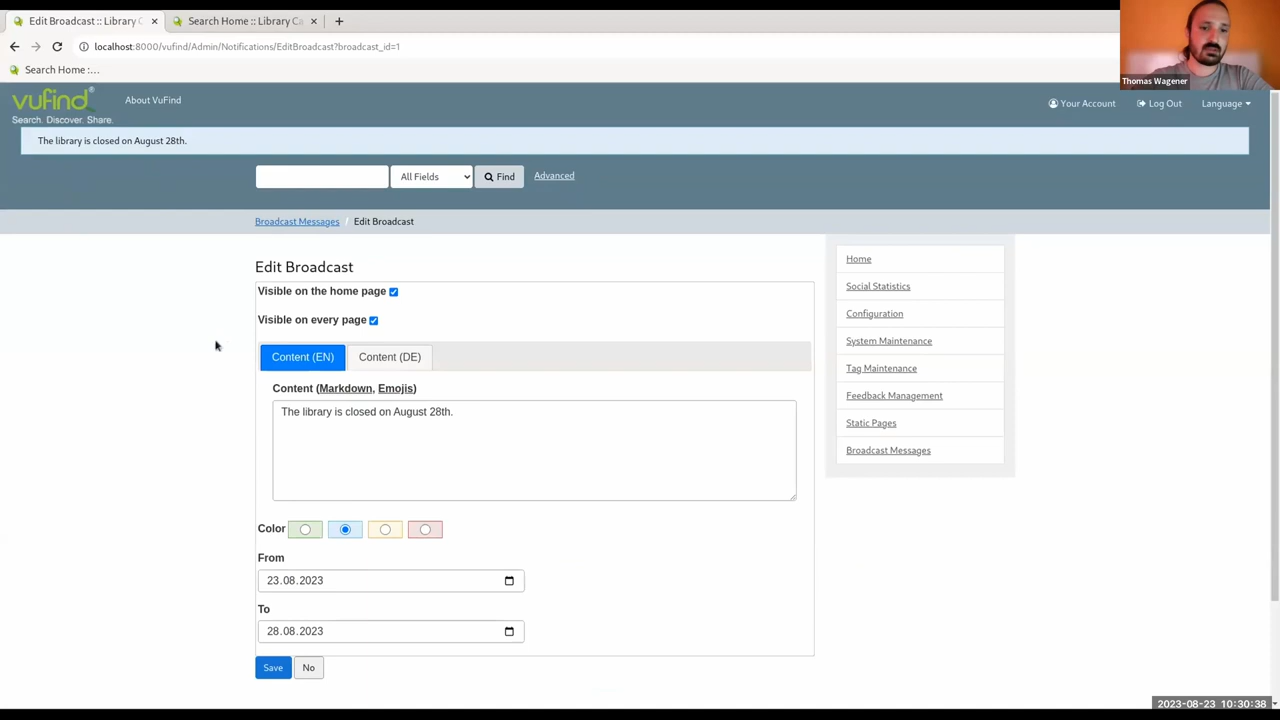 Edit Broadcast :: Library C
Search Home :: Library Ca
localhost:8000/vufind/Admin/Notifications/EditBroadcast?broadcast_id=1
Search Home :...
Thomas Wagener
vufind®
Search. Discover. Share.
About VuFind
Your Account
Log Out
Language
The library is closed on August 28th.
All Fields
Find
Advanced
Broadcast Messages / Edit Broadcast
Edit Broadcast
Visible on the home page
Visible on every page
Content (EN)
Content (DE)
Content (Markdown, Emojis)
The library is closed on August 28th.
Color
From
23.08.2023
To
28.08.2023
Save
No
Home
Social Statistics
Configuration
System Maintenance
Tag Maintenance
Feedback Management
Static Pages
Broadcast Messages
2023-08-23 10:30:38